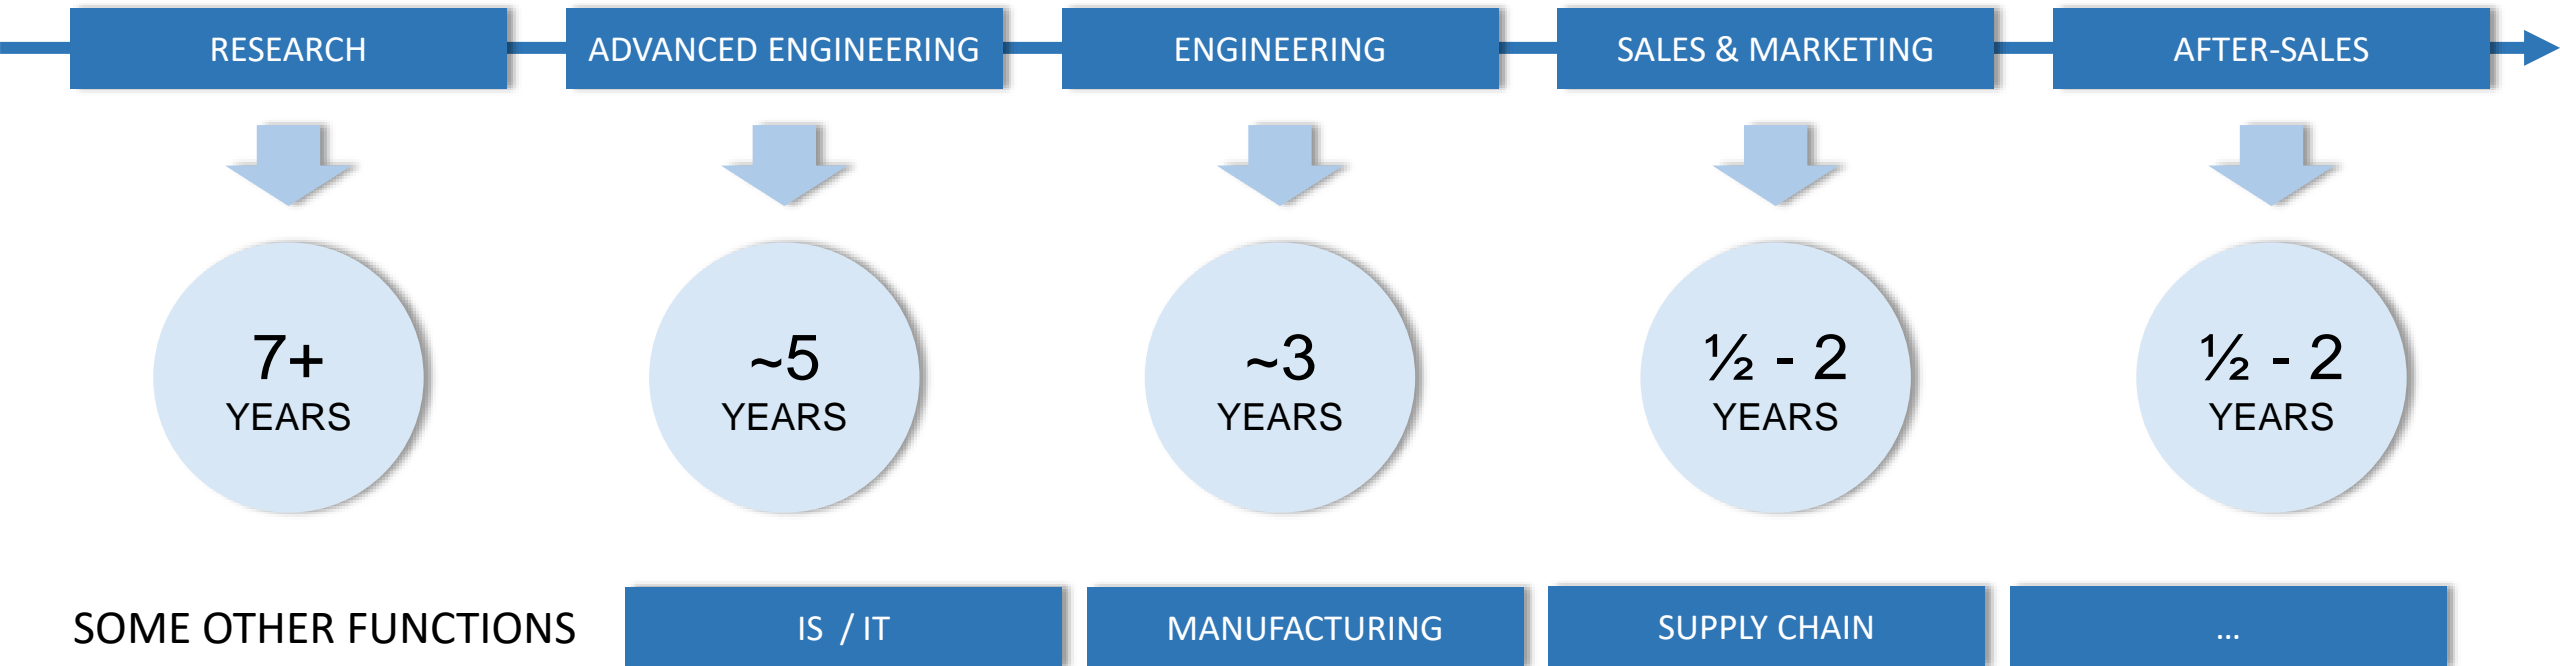 RESEARCH
ADVANCED ENGINEERING
ENGINEERING
SALES & MARKETING
AFTER-SALES
7+
YEARS
~5
YEARS
~3
YEARS
½ - 2
YEARS
½ - 2
YEARS
SOME OTHER FUNCTIONS
IS / IT
MANUFACTURING
SUPPLY CHAIN
...